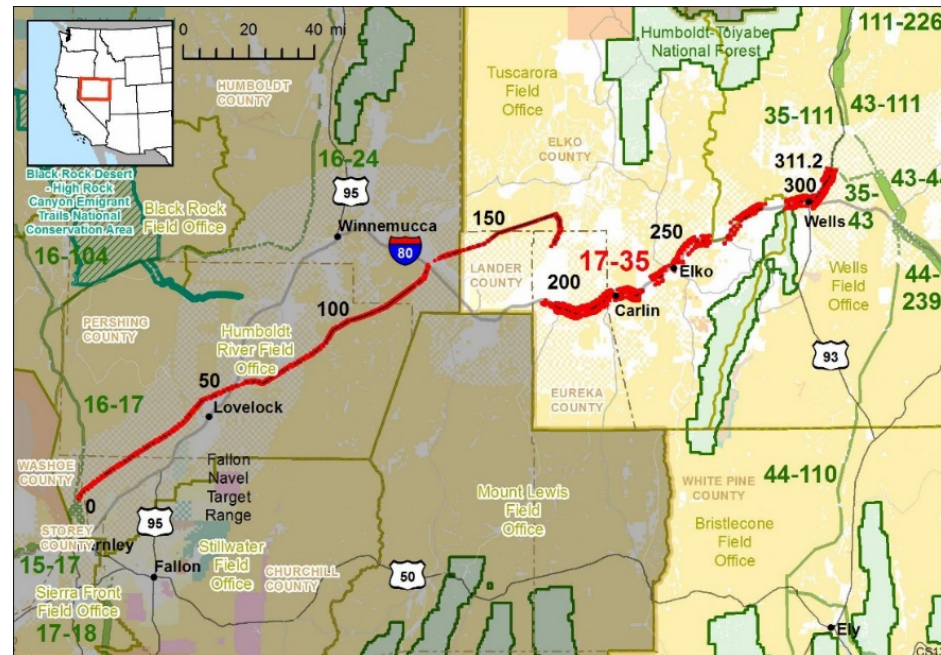 0 20 40 mi
Humboldt-Toiyabe
National Forest
111-226
HUMBOLDT
COUNTY
Tuscarora
Field
Office
35-111
43-111
16-24
ELKO
COUNTY
311.2
Black Rock Desert
- High Rock
Canyon Emigrant
Trails National
Conservation Area
Black Rock
Field Office
95
Winnemucca
150
300
35-
43
Wells
80
250
17-35
Elko
16-104
LANDER
COUNTY
200
Carlin
Wells
Field
Office
44-
239
PERSHING
COUNTY
100
Humboldt
River Field
Office
93
50
EUREKA
COUNTY
16-17
Lovelock
WASHOE
COUNTY
Fallon
Navel
Target
Range
0
44-110
WHITE PINE
COUNTY
Mount Lewis
Field
Office
Bristlecone
Field
Office
STOREY
COUNTY
95
15-17
Fallon
Stillwater
Field
Office
CHURCHILL
COUNTY
50
Sierra Front
Field Office
17-18
Ely